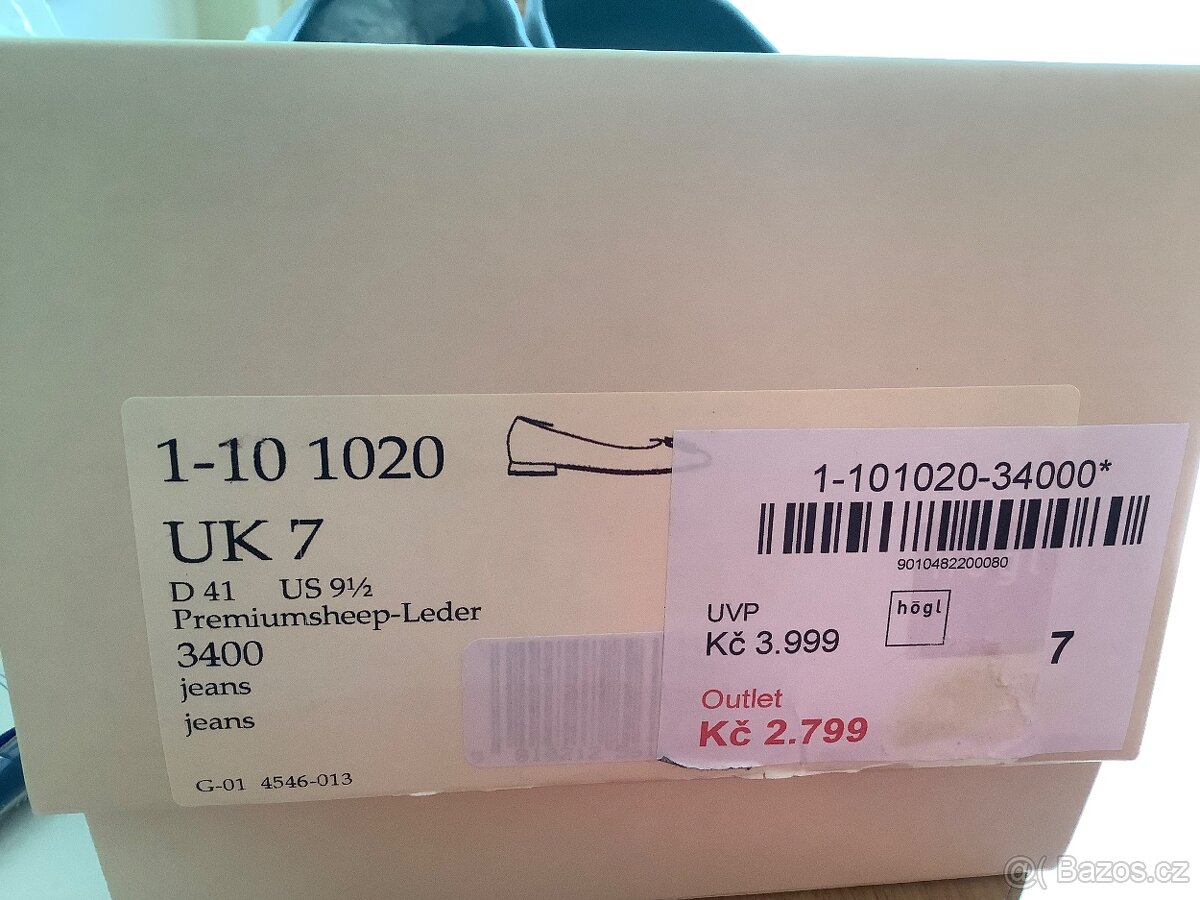 1-10 1020
UK 7
D 41 US 9½
Premiumsheep-Leder
3400
jeans
jeans
G-01 4546-013
1-101020-34000*
9010482200080
högl
UVP
Kč 3.999
7
Outlet
Kč 2.799
@( Bazos.cz